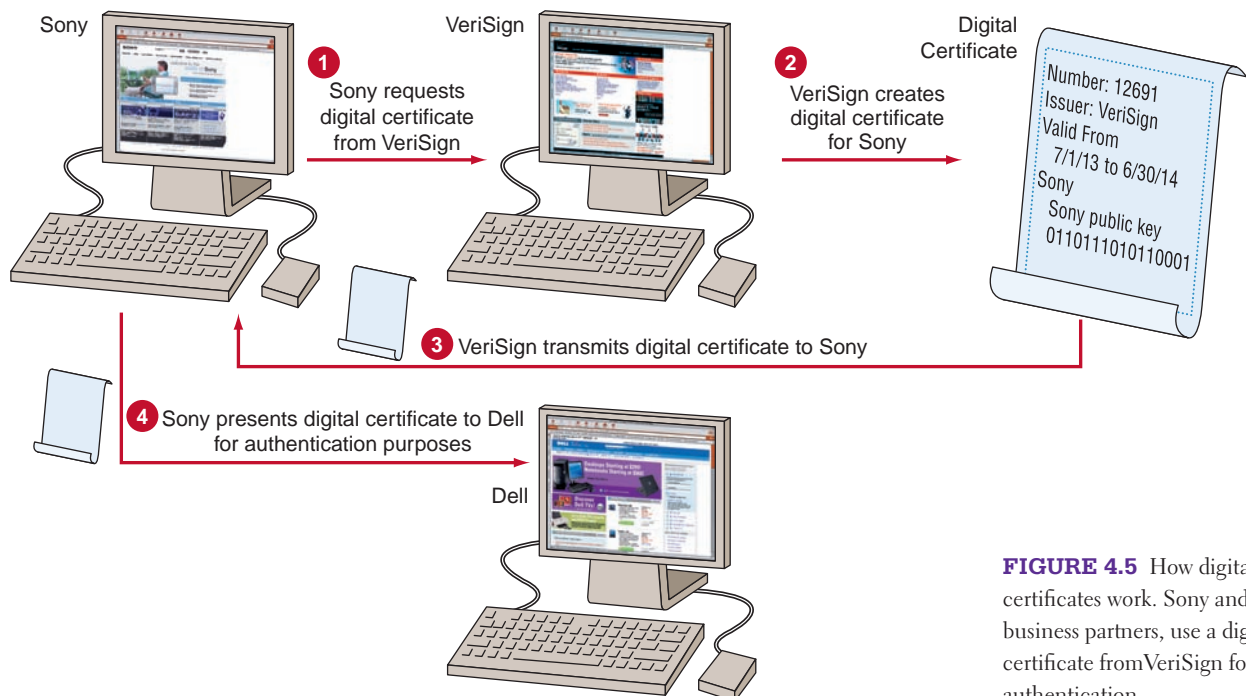 Sony
VeriSign
Digital
Certificate
1
Sony requests
digital certificate
from VeriSign
2
VeriSign creates
digital certificate
for Sony
Number: 12691
Issuer: VeriSign
Valid From
7/1/13 to 6/30/14
Sony
Sony public key
0110111010110001
3 VeriSign transmits digital certificate to Sony
4 Sony presents digital certificate to Dell
for authentication purposes
Dell
FIGURE 4.5 How digita
certificates work. Sony and
business partners, use a dig
certificate fromVeriSign fo
authentication